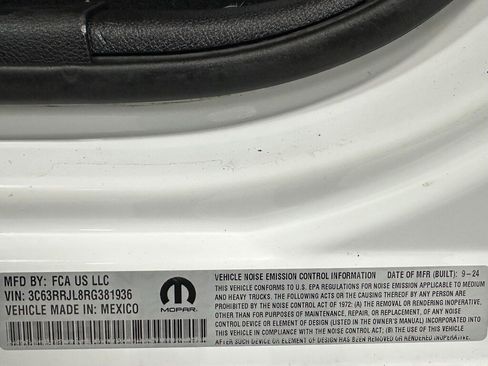 MFD BY: FCA US LLC
VIN: 3C63RRJL8RG381936
VEHICLE MADE IN: MEXICO
MOPAR
VEHICLE NOISE EMISSION CONTROL INFORMATION DATE OF MFR (BUILT): 9-24
THIS VEHICLE CONFORMS TO U.S. EPA REGULATIONS FOR NOISE EMISSION APPLICABLE TO MEDIUM
AND HEAVY TRUCKS. THE FOLLOWING ACTS OR THE CAUSING THEREOF BY ANY PERSON
ARE PROHIBITED BY THE NOISE CONTROL ACT OF 1972: (A) THE REMOVAL OR RENDERING
INOPERATIVE, OTHER THAN FOR PURPOSES OF MAINTENANCE, REPAIR, OR REPLACEMENT, OF ANY NOISE
CONTROL DEVICE OR ELEMENT OF DESIGN (LISTED IN THE OWNER'S MANUAL) INCORPORATED
INTO THIS VEHICLE IN COMPLIANCE WITH THE NOISE CONTROL ACT; (B) THE USE OF THIS VEHICLE
AFTER SUCH DEVICE OR ELEMENT OF DESIGN HAS BEEN REMOVED OR RENDERED INOPERATIVE.